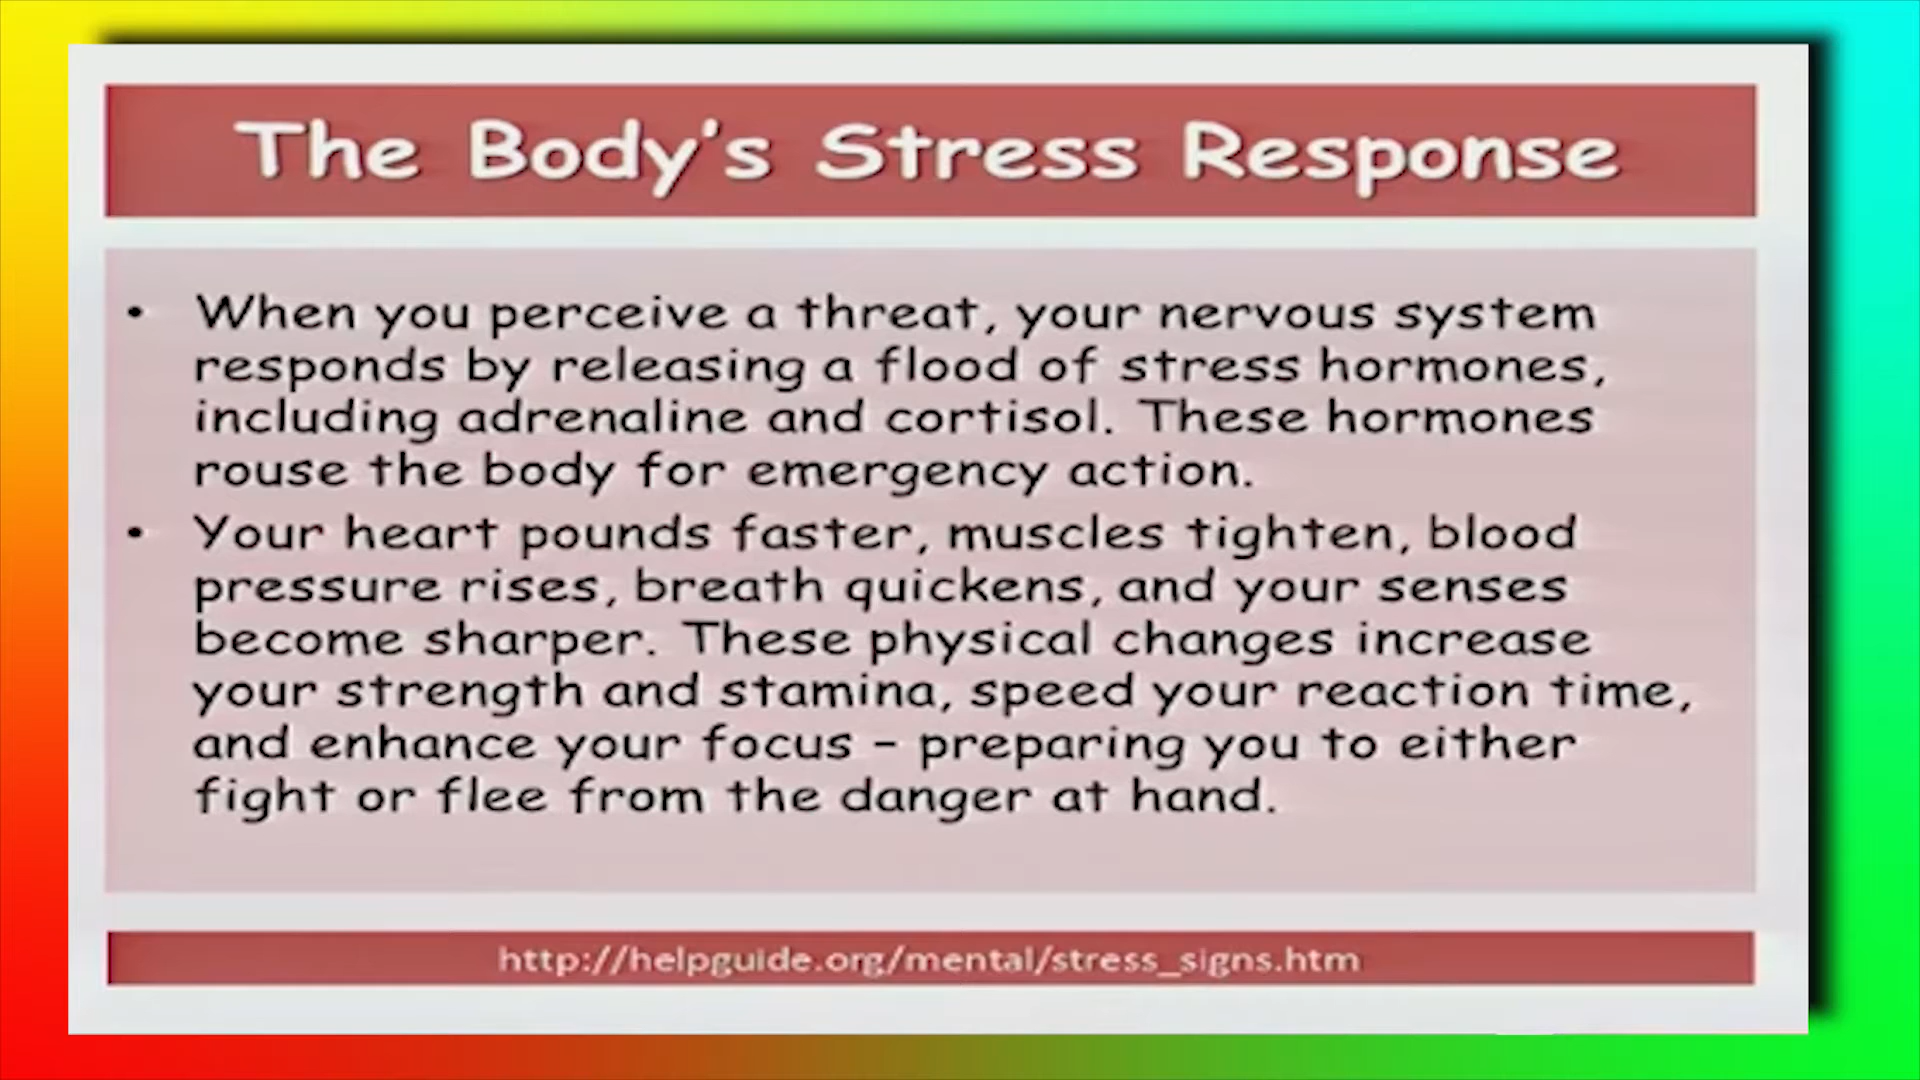 The Body's Stress Response
• When you perceive a threat, your nervous system
responds by releasing a flood of stress hormones,
including adrenaline and cortisol. These hormones
rouse the body for emergency action.
• Your heart pounds faster, muscles tighten, blood
pressure rises, breath quickens, and your senses
become sharper. These physical changes increase
your strength and stamina, speed your reaction time,
and enhance your focus – preparing you to either
fight or flee from the danger at hand.
http://helpguide.org/mental/stress_signs.htm